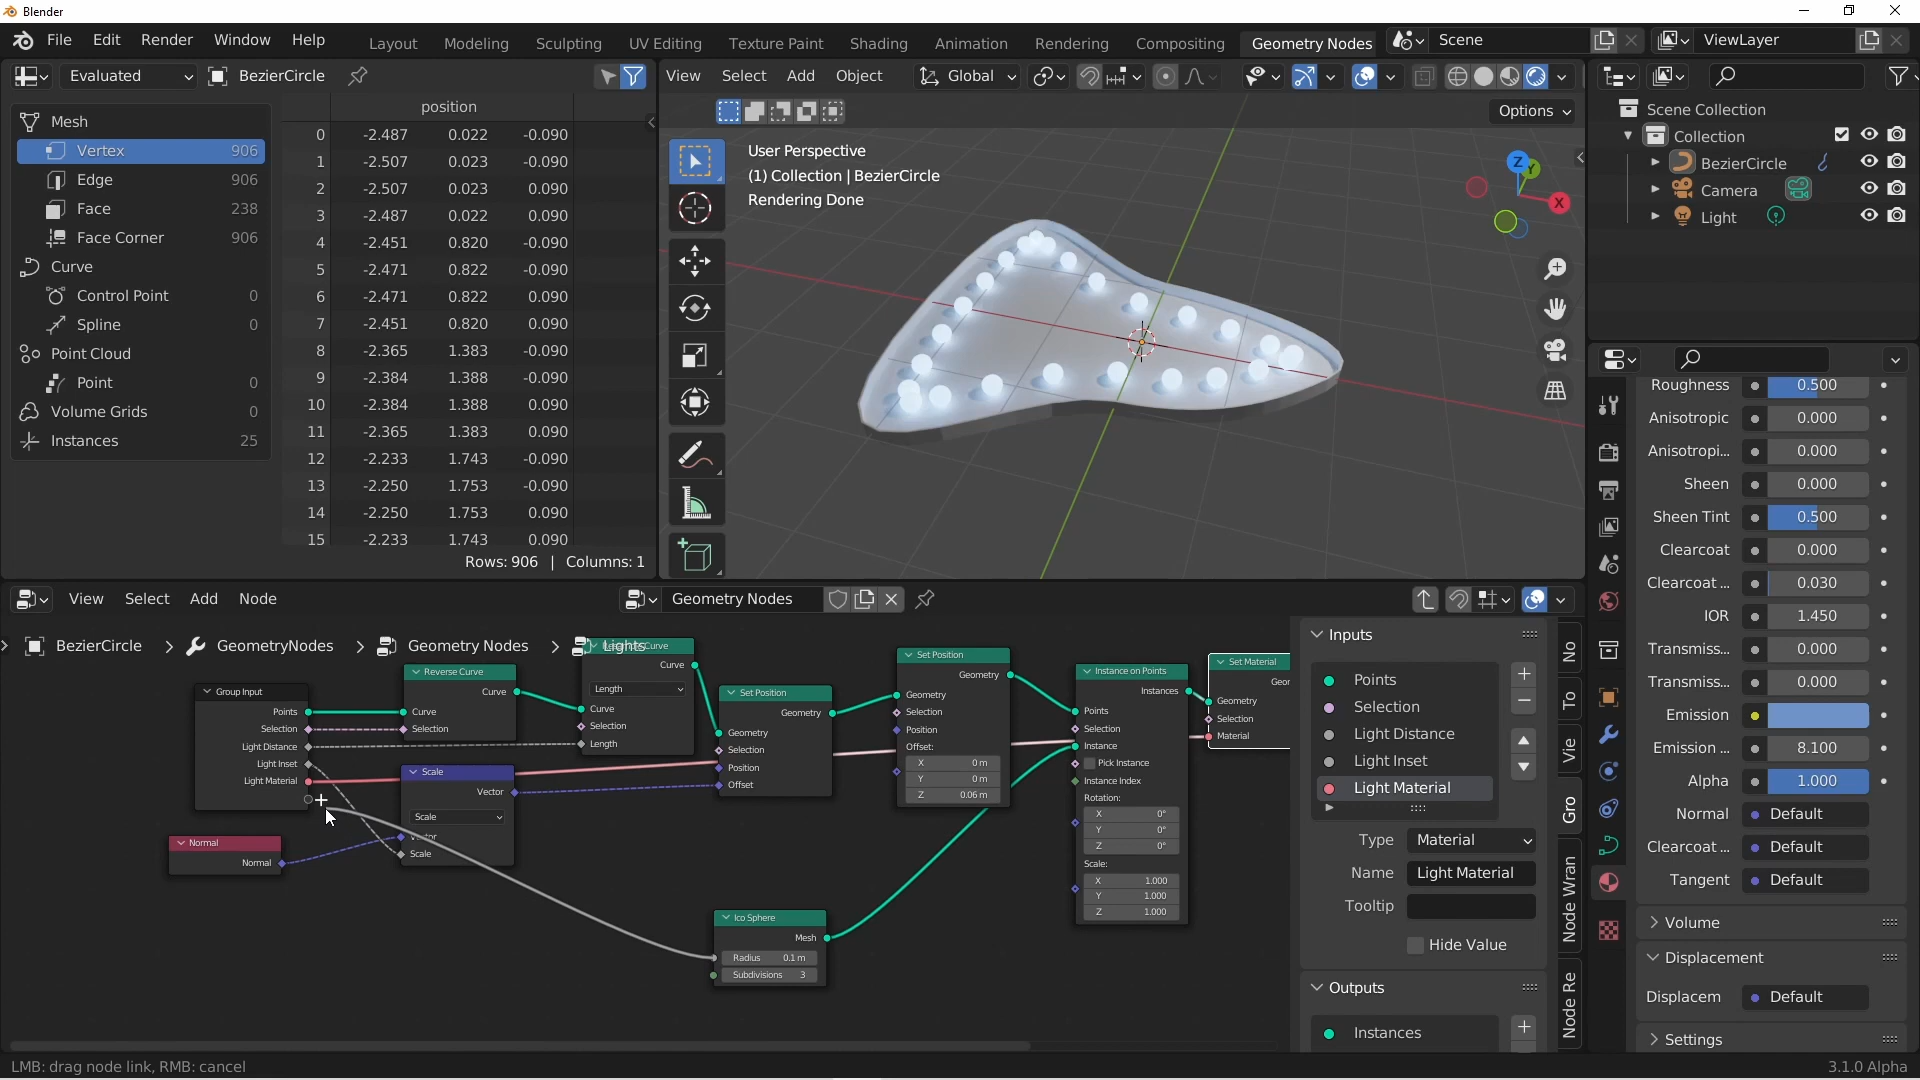 Blender
File Edit Render Window Help
Layout Modeling Sculpting UV Editing Texture Paint Shading Animation Rendering Compositing Geometry Nodes
Scene
ViewLayer
Evaluated
BezierCircle
Mesh
Vertex 906
Edge 906
Face 238
Face Corner 906
Curve
Control Point 0
Spline 0
Point Cloud
Point 0
Volume Grids 0
Instances 25
position
0 -2.487 0.022 -0.090
1 -2.507 0.023 -0.090
2 -2.507 0.023 0.090
3 -2.487 0.022 0.090
4 -2.451 0.820 -0.090
5 -2.471 0.822 -0.090
6 -2.471 0.822 0.090
7 -2.451 0.820 0.090
8 -2.365 1.383 -0.090
9 -2.384 1.388 -0.090
10 -2.384 1.388 0.090
11 -2.365 1.383 0.090
12 -2.233 1.743 -0.090
13 -2.250 1.753 -0.090
14 -2.250 1.753 0.090
15 -2.233 1.743 0.090
Rows: 906 | Columns: 1
View Select Add Object
Global
Options
User Perspective
(1) Collection | BezierCircle
Rendering Done
Z
Y
X
Scene Collection
Collection
BezierCircle
Camera
Light
Roughness 0.500
Anisotropic 0.000
Anisotropi... 0.000
Sheen 0.000
Sheen Tint 0.500
Clearcoat 0.000
Clearcoat ... 0.030
IOR 1.450
Transmiss... 0.000
Transmiss... 0.000
Emission
Emission ... 8.100
Alpha 1.000
Normal Default
Clearcoat ... Default
Tangent Default
Volume
Displacement
Displacem Default
Settings
View Select Add Node
Geometry Nodes
BezierCircle
GeometryNodes
Geometry Nodes
Lights
Group Input
Points
Selection
Light Distance
Light Inset
Light Material
Normal
Normal
Reverse Curve
Curve
Curve
Selection
Scale
Vector
Scale
Vector
Scale
Curve
Length
Curve
Selection
Length
Set Position
Geometry
Geometry
Selection
Position
Offset
Set Position
Geometry
Geometry
Selection
Position
Offset:
X 0 m
Y 0 m
Z 0.06 m
Ico Sphere
Mesh
Radius 0.1 m
Subdivisions 3
Instance on Points
Instances
Points
Selection
Instance
Pick Instance
Instance Index
Rotation:
X 0°
Y 0°
Z 0°
Scale:
X 1.000
Y 1.000
Z 1.000
Set Material
Geor
Geometry
Selection
Material
Inputs
Points
Selection
Light Distance
Light Inset
Light Material
Type Material
Name Light Material
Tooltip
Hide Value
Outputs
Instances
No
To
Vie
Gro
Node Wran
Node Re
LMB: drag node link, RMB: cancel
3.1.0 Alpha